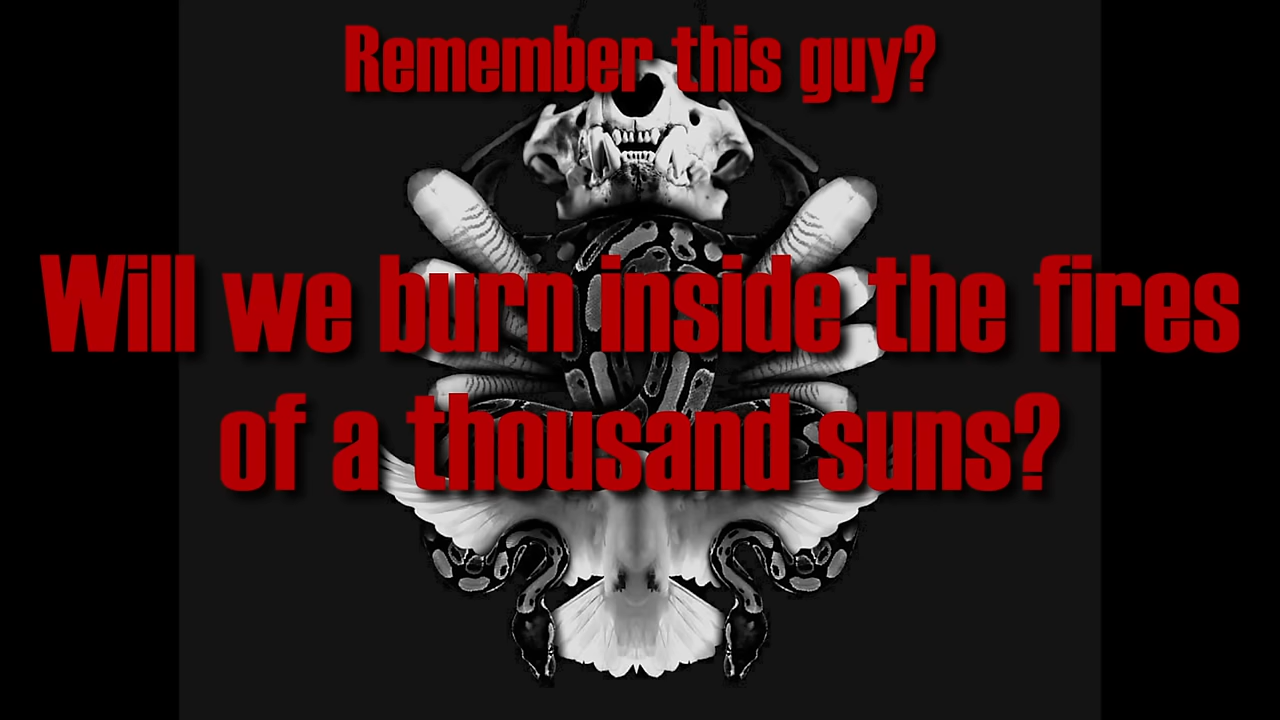 Remember this guy?
Will we burn inside the fires
of a thousand suns?